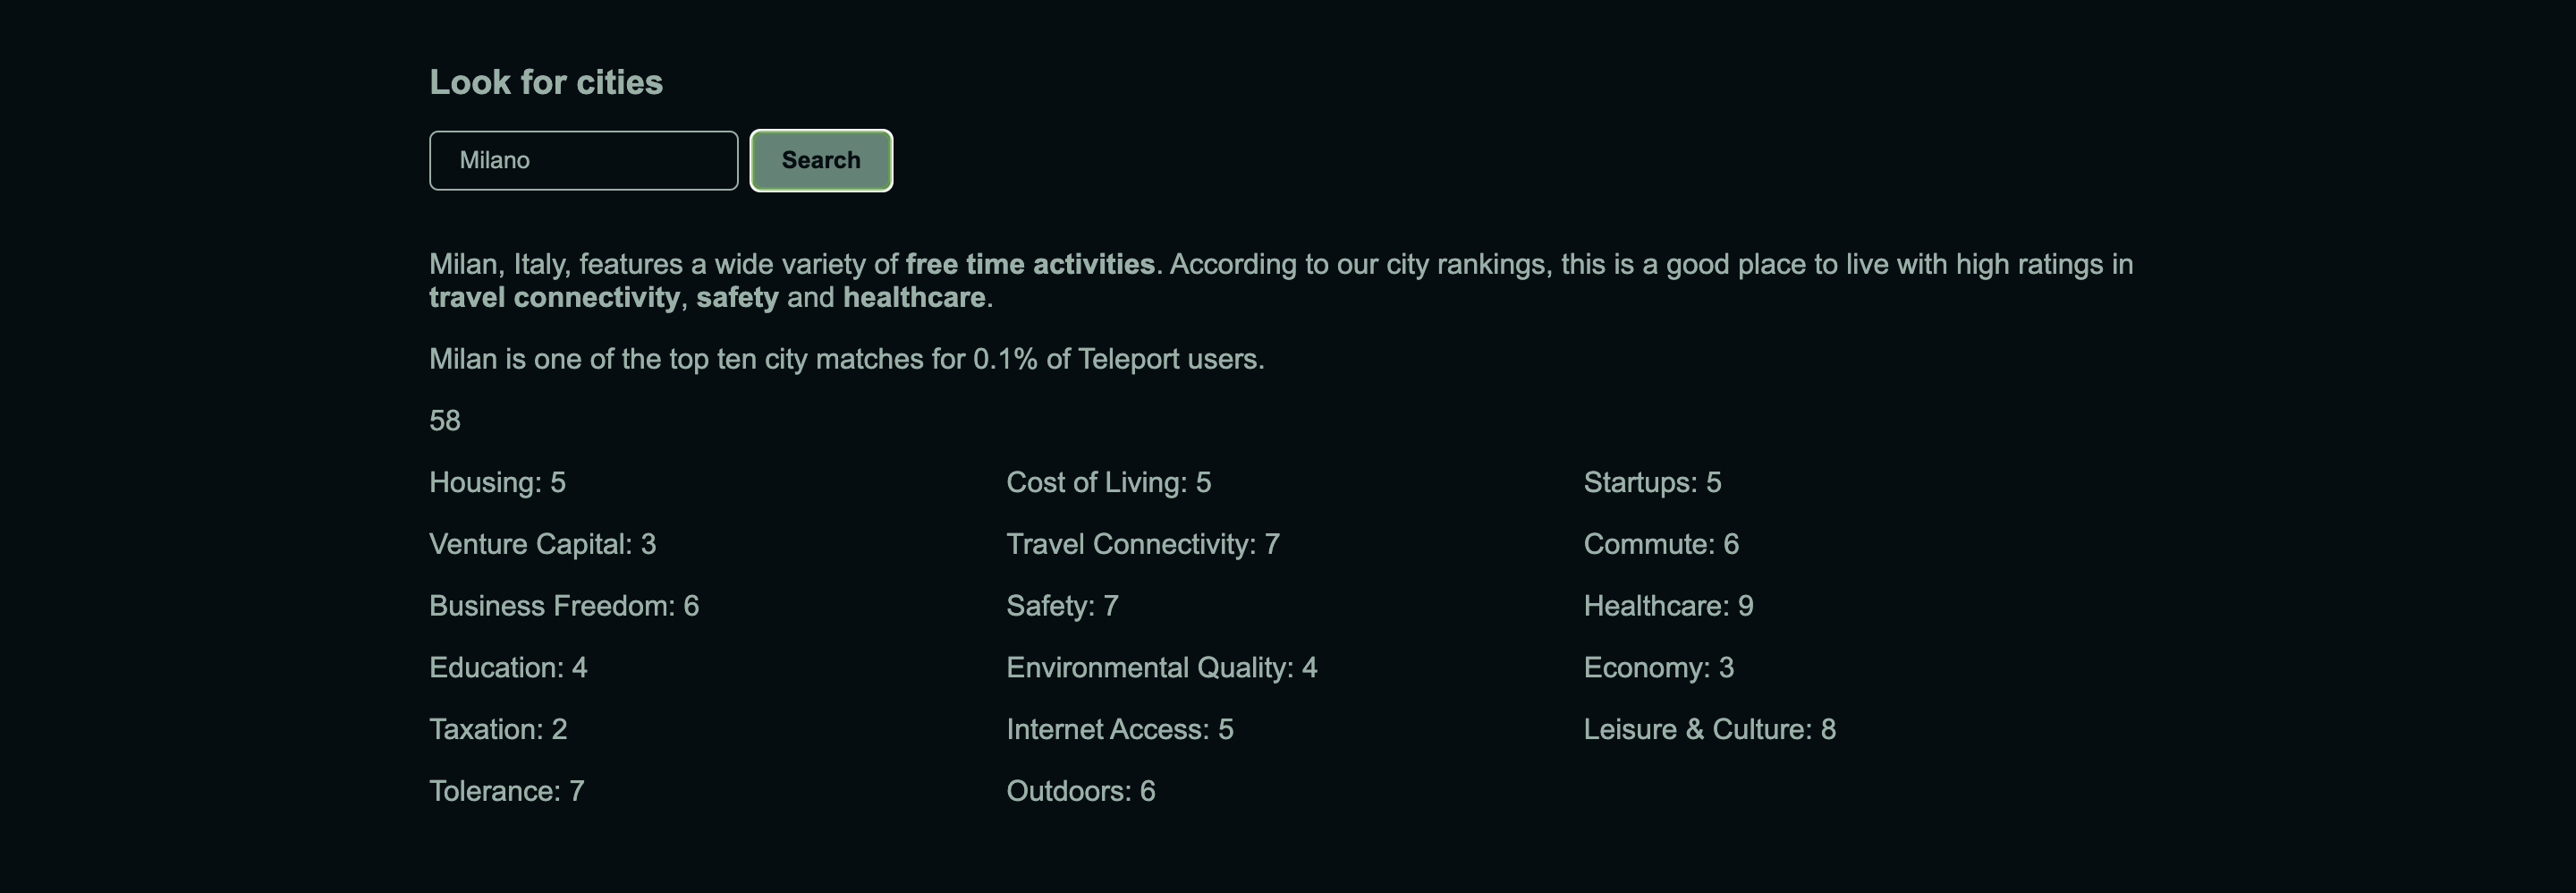 Look for cities
Milano
Search
Milan, Italy, features a wide variety of free time activities. According to our city rankings, this is a good place to live with high ratings in
travel connectivity, safety and healthcare.
Milan is one of the top ten city matches for 0.1% of Teleport users.
58
Housing: 5
Cost of Living: 5
Startups: 5
Venture Capital: 3
Travel Connectivity: 7
Commute: 6
Business Freedom: 6
Safety: 7
Healthcare: 9
Education: 4
Environmental Quality: 4
Economy: 3
Taxation: 2
Internet Access: 5
Leisure & Culture: 8
Tolerance: 7
Outdoors: 6